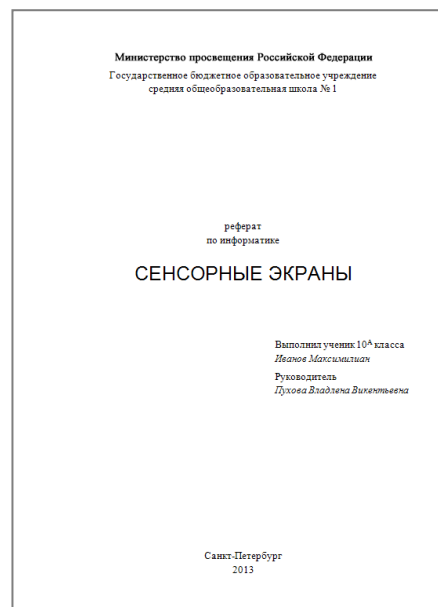 Министерство просвещения Российской Федерации
Государственное бюджетное образовательное учреждение
средняя общеобразовательная школа № 1
реферат
по информатике
СЕНСОРНЫЕ ЭКРАНЫ
Выполнил ученик 10А класса
Иванов Максимилиан
Руководитель
Пухова Владлена Викентьевна
Санкт-Петербург
2013